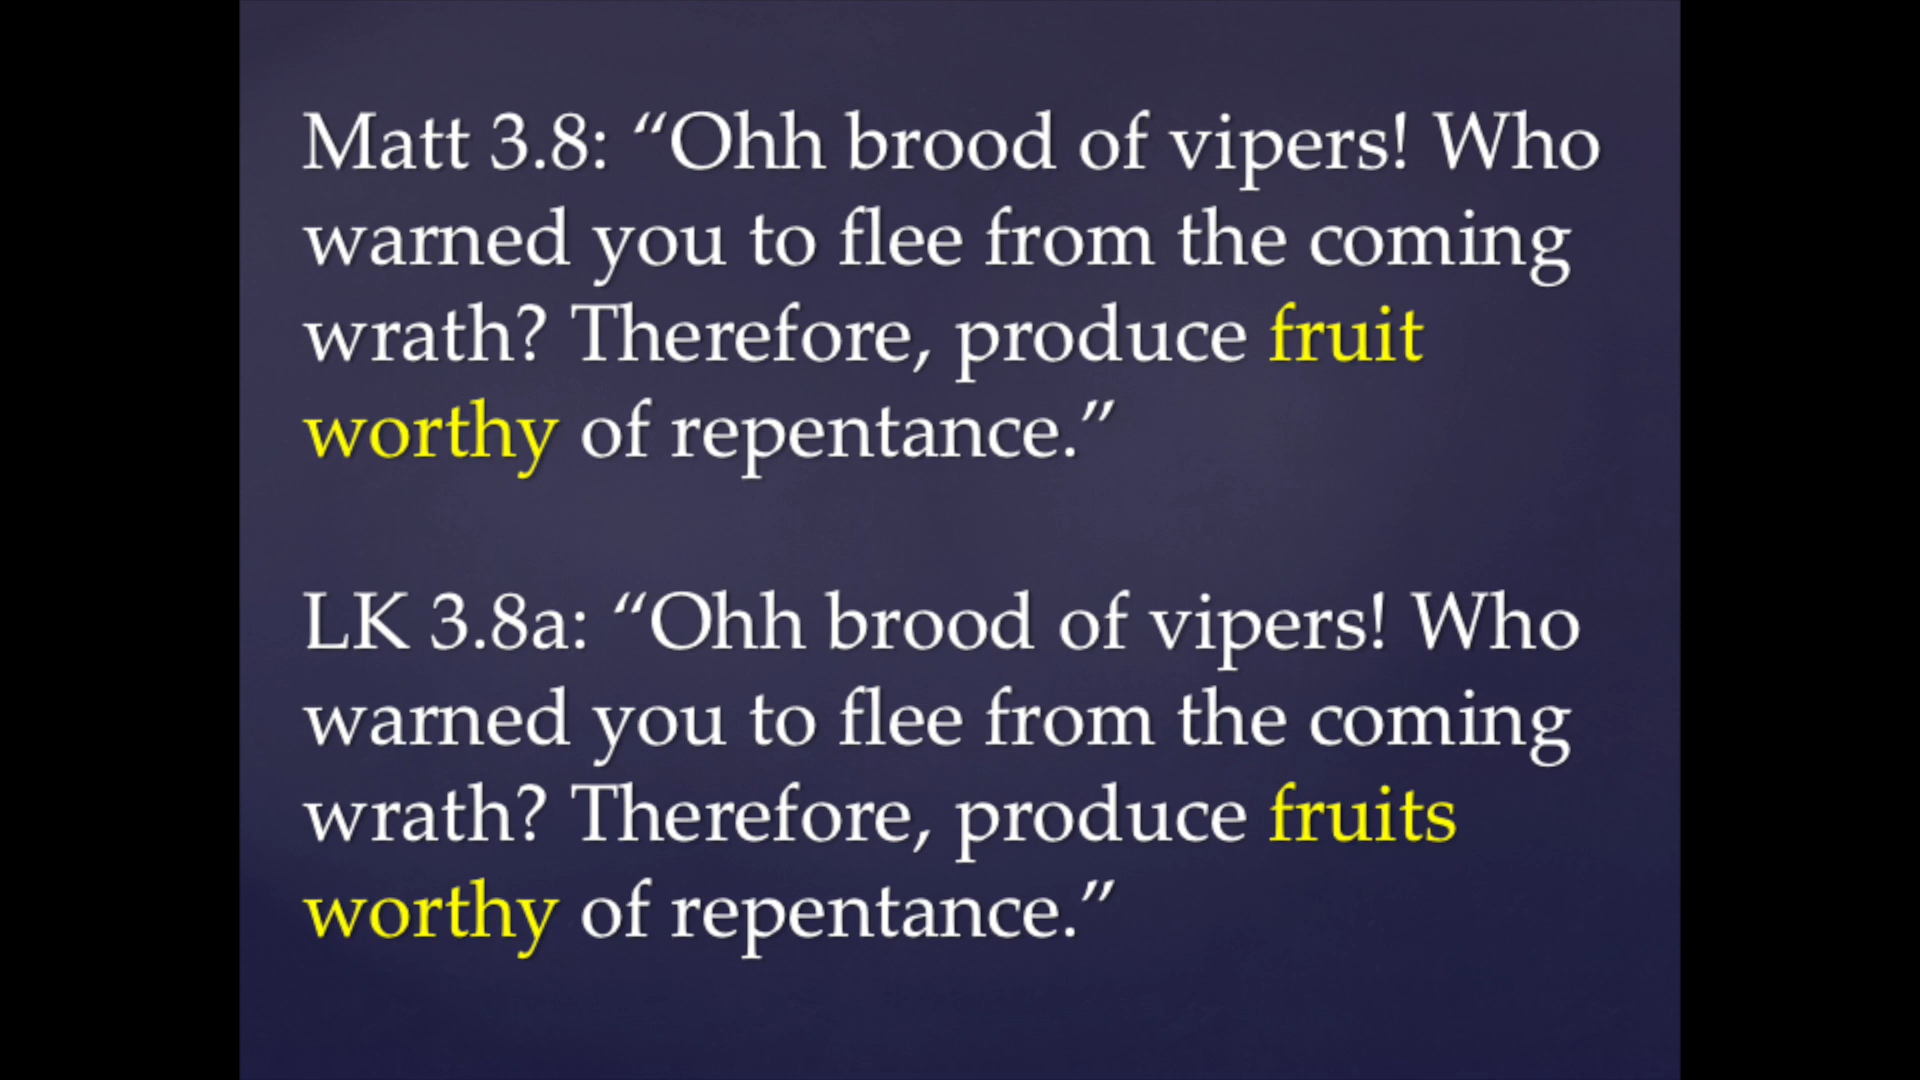 Matt 3.8: “Ohh brood of vipers! Who
warned you to flee from the coming
wrath? Therefore, produce fruit
worthy of repentance.”
LK 3.8a: “Ohh brood of vipers! Who
warned you to flee from the coming
wrath? Therefore, produce fruits
worthy of repentance.”